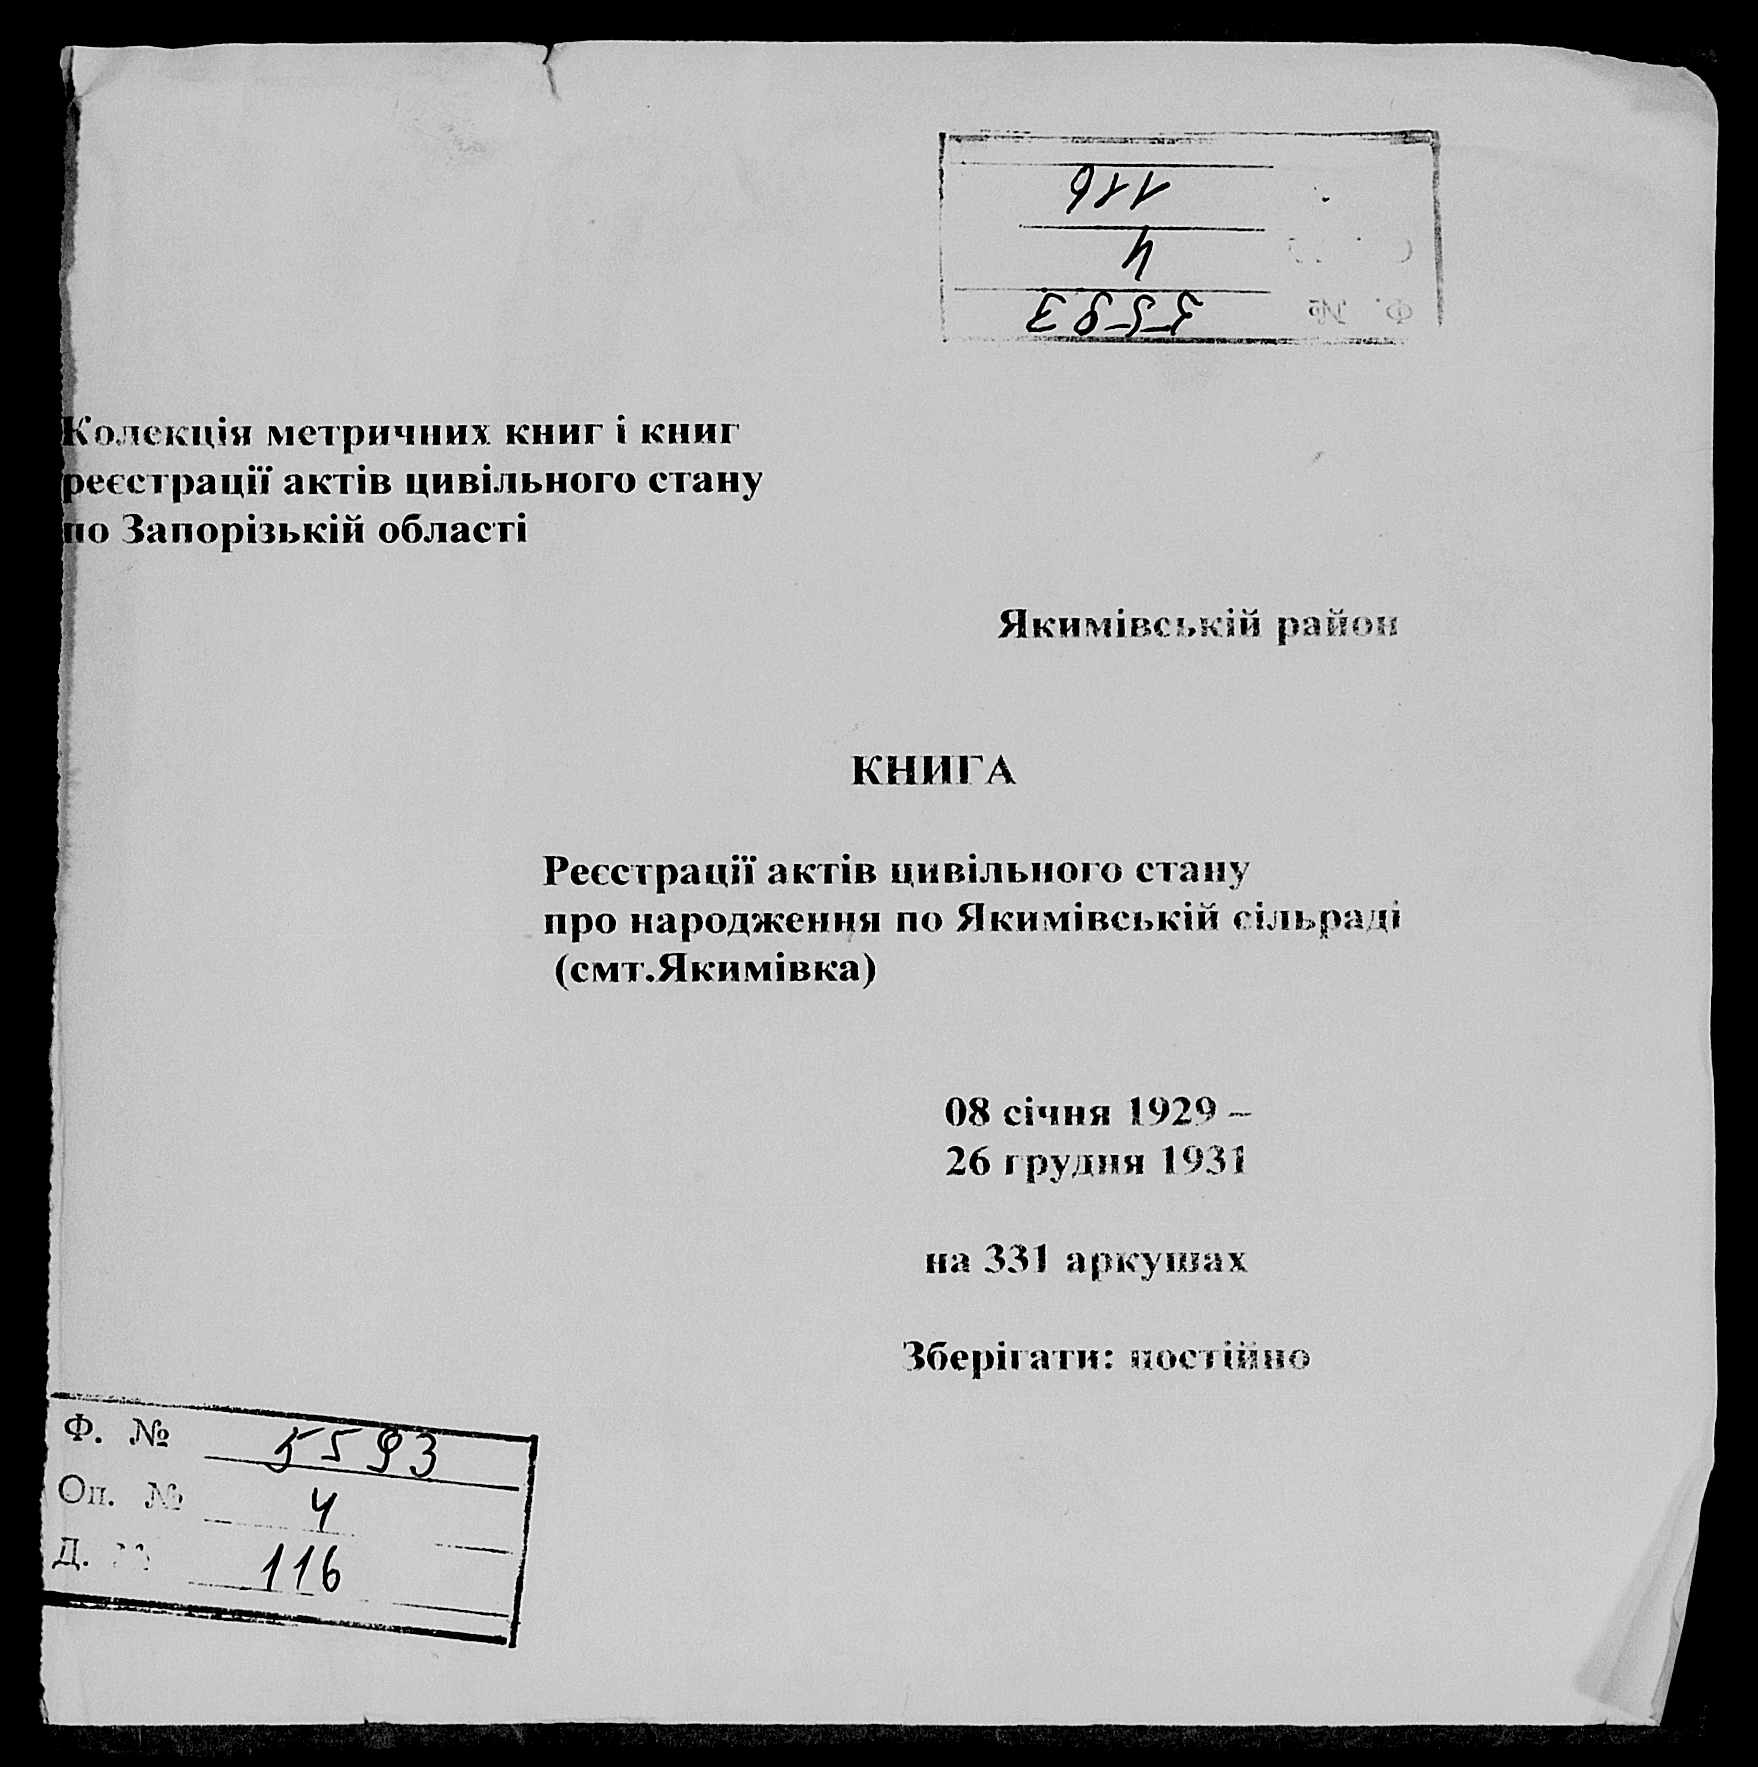 116
4
5593
Ф. №
Колекція метричних книг і книг
реєстрації актів цивільного стану
по Запорізькій області
Якимівській район
КНИГА
Реєстрації актів цивільного стану
про народження по Якимівській сільраді
(смт.Якимівка)
08 січня 1929 –
26 грудня 1931
на 331 аркушах
Зберігати: постійно
Ф. № 5593
Оп. № 4
Д. № 116